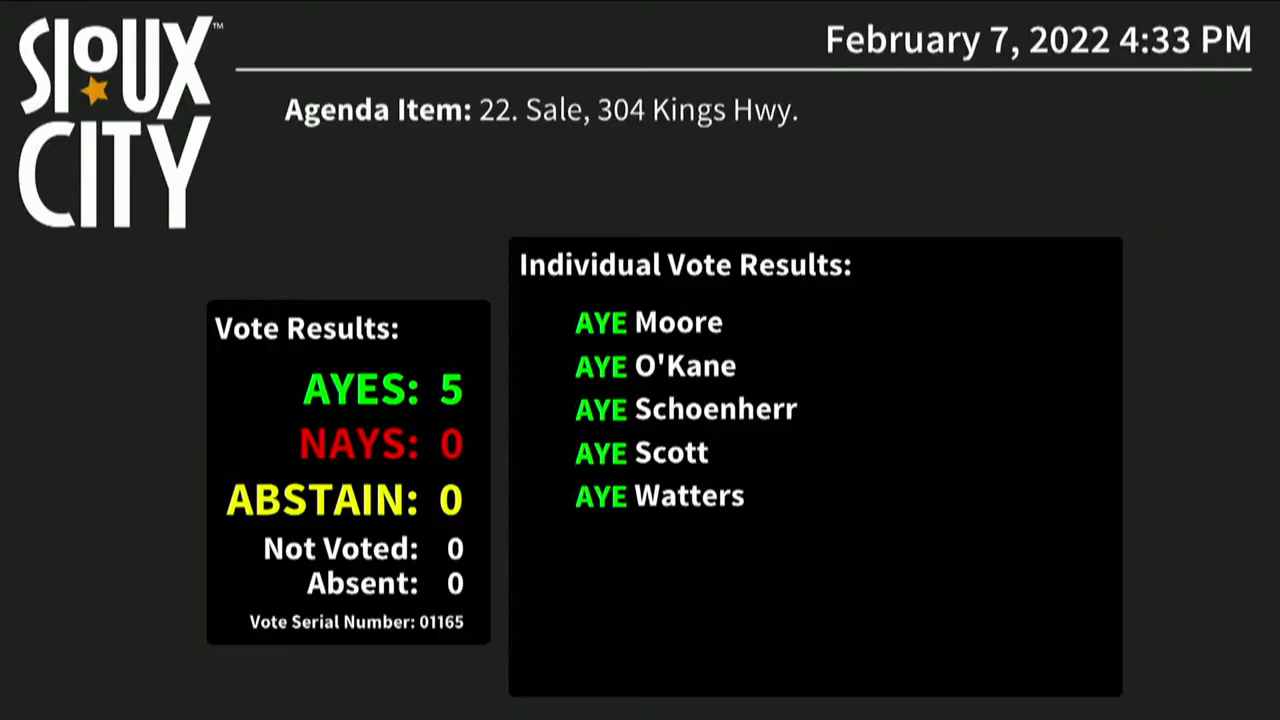 SIOUX
CITY
™
February 7, 2022 4:33 PM
Agenda Item: 22. Sale, 304 Kings Hwy.
Vote Results:
AYES: 5
NAYS: 0
ABSTAIN: 0
Not Voted: 0
Absent: 0
Vote Serial Number: 01165
Individual Vote Results:
AYE Moore
AYE O'Kane
AYE Schoenherr
AYE Scott
AYE Watters